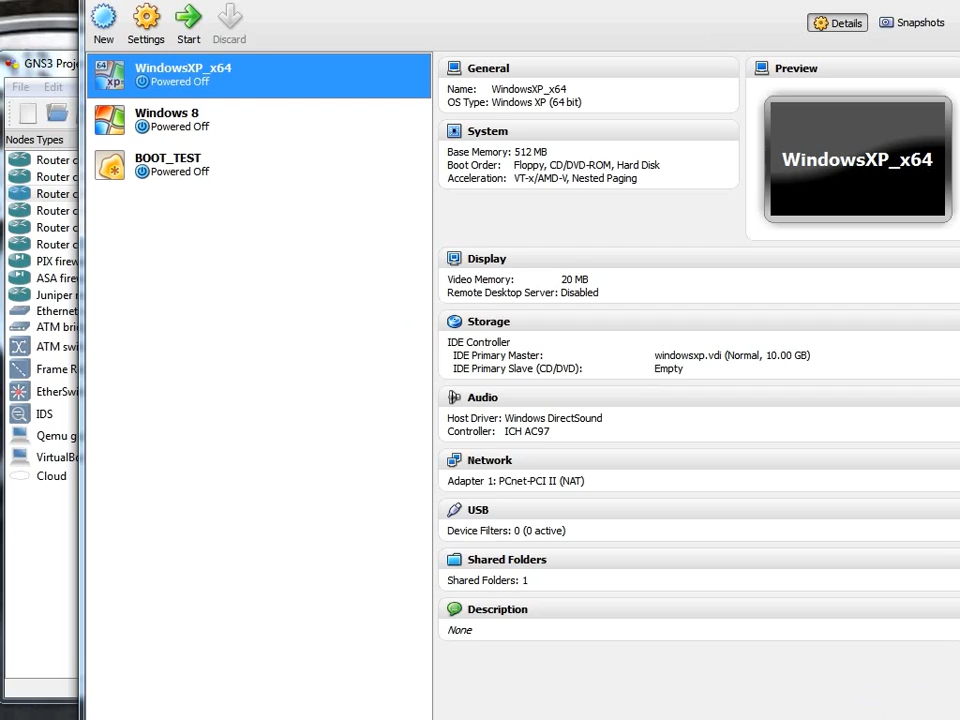 New
Settings
Start
Discard
Details
Snapshots
GNS3 Proj
File
Edit
Nodes Types
Router c
Router c
Router c
Router c
Router c
Router c
PIX firew
ASA fire
Juniper r
Ethernet
ATM bri
ATM swi
Frame R
EtherSwi
IDS
Qemu g
VirtualBo
Cloud
64
xp
WindowsXP_x64
Powered Off
Windows 8
Powered Off
BOOT_TEST
Powered Off
General
Name: WindowsXP_x64
OS Type: Windows XP (64 bit)
System
Base Memory: 512 MB
Boot Order: Floppy, CD/DVD-ROM, Hard Disk
Acceleration: VT-x/AMD-V, Nested Paging
Preview
WindowsXP_x64
Display
Video Memory: 20 MB
Remote Desktop Server: Disabled
Storage
IDE Controller
IDE Primary Master: windowsxp.vdi (Normal, 10.00 GB)
IDE Primary Slave (CD/DVD): Empty
Audio
Host Driver: Windows DirectSound
Controller: ICH AC97
Network
Adapter 1: PCnet-PCI II (NAT)
USB
Device Filters: 0 (0 active)
Shared Folders
Shared Folders: 1
Description
None